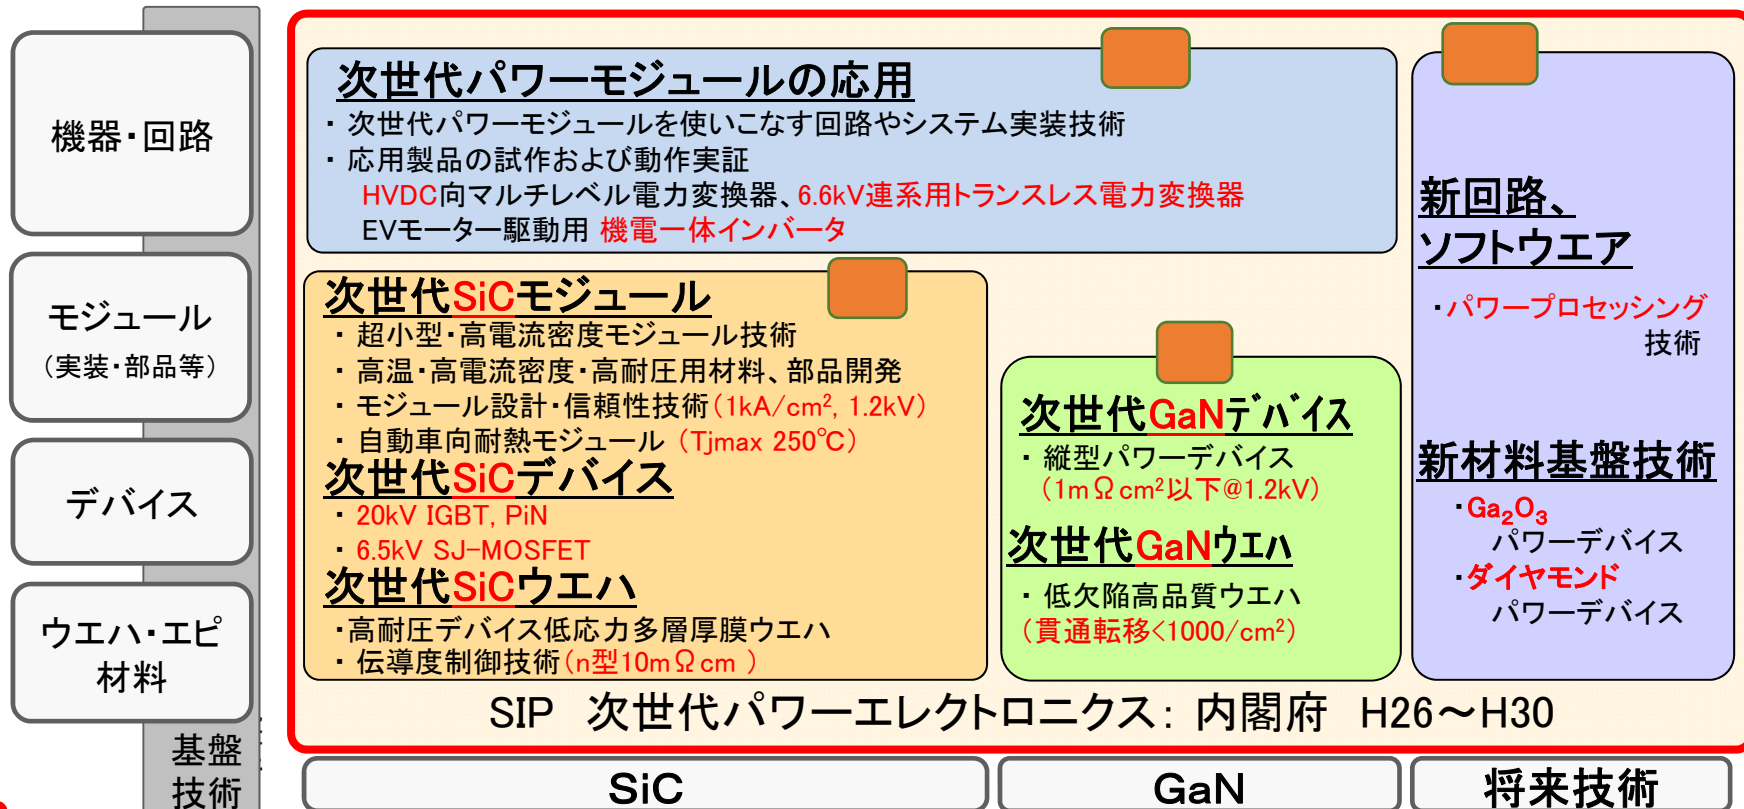 機器・回路
モジュール
（実装・部品等）
デバイス
ウエハ・エピ
材料
基盤
技術
次世代パワーモジュールの応用
・ 次世代パワーモジュールを使いこなす回路やシステム実装技術
・ 応用製品の試作および動作実証
HVDC向マルチレベル電力変換器、6.6kV連系用トランスレス電力変換器
EVモーター駆動用 機電一体インバータ
次世代SiCモジュール
・ 超小型・高電流密度モジュール技術
・ 高温・高電流密度・高耐圧用材料、部品開発
・ モジュール設計・信頼性技術（1kA/cm², 1.2kV）
・ 自動車向耐熱モジュール （Tjmax 250℃）
次世代SiCデバイス
・ 20kV IGBT, PiN
・ 6.5kV SJ-MOSFET
次世代SiCウエハ
・高耐圧デバイス低応力多層厚膜ウエハ
・ 伝導度制御技術（n型10mΩcm ）
次世代GaNデバイス
・ 縦型パワーデバイス
（1mΩcm²以下@1.2kV）
次世代GaNウエハ
・ 低欠陥高品質ウエハ
（貫通転移<1000/cm²）
新回路、
ソフトウエア
・パワープロセッシング
技術
新材料基盤技術
・Ga₂O₃
パワーデバイス
・ダイヤモンド
パワーデバイス
SIP 次世代パワーエレクトロニクス： 内閣府 H26～H30
SiC
GaN
将来技術